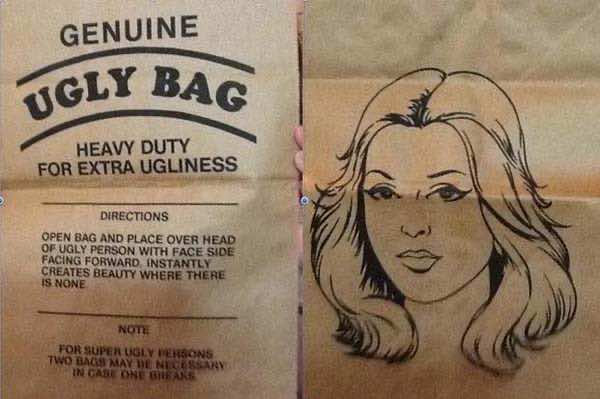 GENUINE
UGLY BAG
HEAVY DUTY
FOR EXTRA UGLINESS
DIRECTIONS
OPEN BAG AND PLACE OVER HEAD
OF UGLY PERSON WITH FACE SIDE
FACING FORWARD. INSTANTLY
CREATES BEAUTY WHERE THERE
IS NONE
NOTE
FOR SUPER UGLY PERSONS
TWO BAGS MAY BE NECESSARY
IN CASE ONE BREAKS